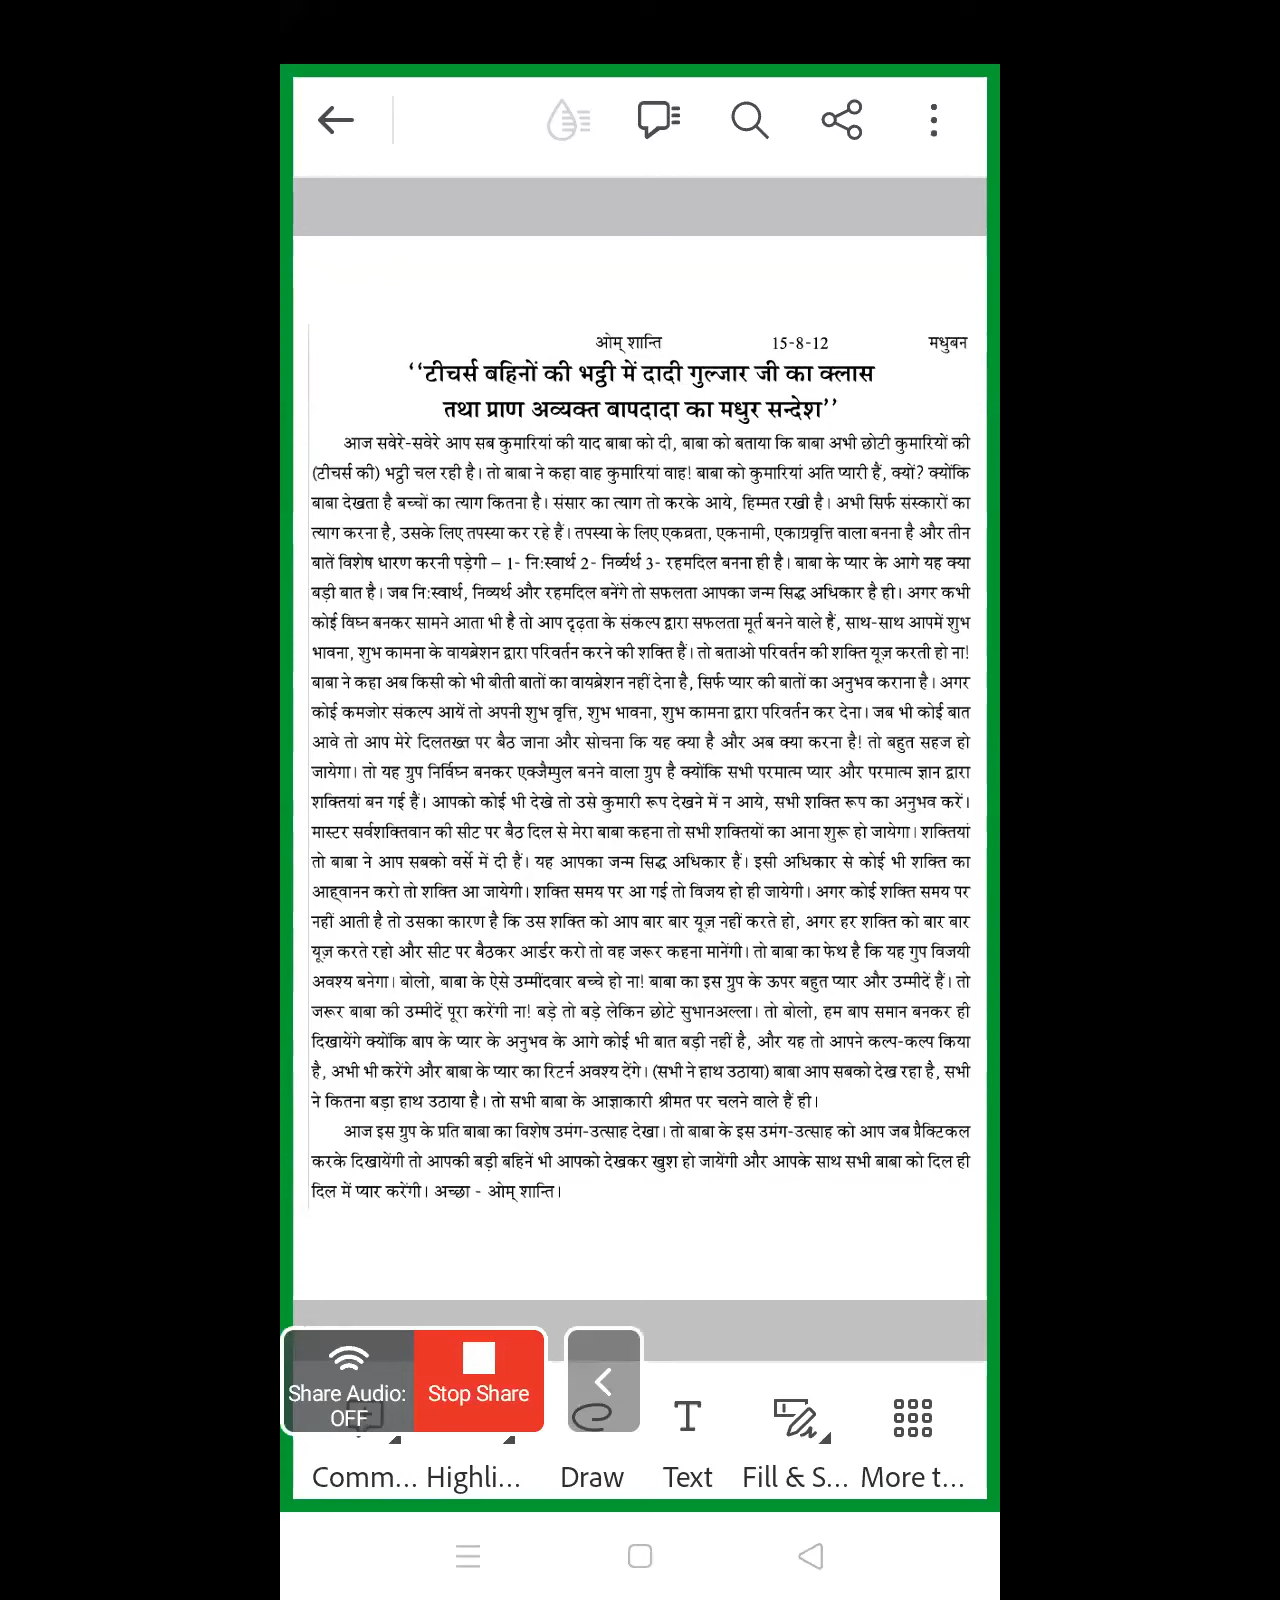 ओम् शान्ति 15-8-12 मधुबन
‘‘टीचर्स बहिनों की भट्ठी में दादी गुल्जार जी का क्लास
तथा प्राण अव्यक्त बापदादा का मधुर सन्देश’’
आज सवेरे-सवेरे आप सब कुमारियां की याद बाबा को दी, बाबा को बताया कि बाबा अभी छोटी कुमारियों की
(टीचर्स की) भट्ठी चल रही है। तो बाबा ने कहा वाह कुमारियां वाह! बाबा को कुमारियां अति प्यारी हैं, क्यों? क्योंकि
बाबा देखता है बच्चों का त्याग कितना है। संसार का त्याग तो करके आये, हिम्मत रखी है। अभी सिर्फ संस्कारों का
त्याग करना है, उसके लिए तपस्या कर रहे हैं। तपस्या के लिए एकव्रता, एकनामी, एकाग्रवृत्ति वाला बनना है और तीन
बातें विशेष धारण करनी पड़ेगी – 1- नि:स्वार्थ 2- निर्व्यर्थ 3- रहमदिल बनना ही है। बाबा के प्यार के आगे यह क्या
बड़ी बात है। जब नि:स्वार्थ, निव्यर्थ और रहमदिल बनेंगे तो सफलता आपका जन्म सिद्ध अधिकार है ही। अगर कभी
कोई विघ्न बनकर सामने आता भी है तो आप दृढ़ता के संकल्प द्वारा सफलता मूर्त बनने वाले हैं, साथ-साथ आपमें शुभ
भावना, शुभ कामना के वायब्रेशन द्वारा परिवर्तन करने की शक्ति हैं। तो बताओ परिवर्तन की शक्ति यूज़ करती हो ना!
बाबा ने कहा अब किसी को भी बीती बातों का वायब्रेशन नहीं देना है, सिर्फ प्यार की बातों का अनुभव कराना है। अगर
कोई कमजोर संकल्प आयें तो अपनी शुभ वृत्ति, शुभ भावना, शुभ कामना द्वारा परिवर्तन कर देना। जब भी कोई बात
आवे तो आप मेरे दिलतख्त पर बैठ जाना और सोचना कि यह क्या है और अब क्या करना है! तो बहुत सहज हो
जायेगा। तो यह ग्रुप निर्विघ्न बनकर एक्जैम्पुल बनने वाला ग्रुप है क्योंकि सभी परमात्म प्यार और परमात्म ज्ञान द्वारा
शक्तियां बन गई हैं। आपको कोई भी देखे तो उसे कुमारी रूप देखने में न आये, सभी शक्ति रूप का अनुभव करें।
मास्टर सर्वशक्तिवान की सीट पर बैठ दिल से मेरा बाबा कहना तो सभी शक्तियों का आना शुरू हो जायेगा। शक्तियां
तो बाबा ने आप सबको वर्से में दी हैं। यह आपका जन्म सिद्ध अधिकार हैं। इसी अधिकार से कोई भी शक्ति का
आह्वानन करो तो शक्ति आ जायेगी। शक्ति समय पर आ गई तो विजय हो ही जायेगी। अगर कोई शक्ति समय पर
नहीं आती है तो उसका कारण है कि उस शक्ति को आप बार बार यूज़ नहीं करते हो, अगर हर शक्ति को बार बार
यूज़ करते रहो और सीट पर बैठकर आर्डर करो तो वह जरूर कहना मानेंगी। तो बाबा का फेथ है कि यह गुप विजयी
अवश्य बनेगा। बोलो, बाबा के ऐसे उम्मींदवार बच्चे हो ना! बाबा का इस ग्रुप के ऊपर बहुत प्यार और उम्मीदें हैं। तो
जरूर बाबा की उम्मीदें पूरा करेंगी ना! बड़े तो बड़े लेकिन छोटे सुभानअल्ला। तो बोलो, हम बाप समान बनकर ही
दिखायेंगे क्योंकि बाप के प्यार के अनुभव के आगे कोई भी बात बड़ी नहीं है, और यह तो आपने कल्प-कल्प किया
है, अभी भी करेंगे और बाबा के प्यार का रिटर्न अवश्य देंगे। (सभी ने हाथ उठाया) बाबा आप सबको देख रहा है, सभी
ने कितना बड़ा हाथ उठाया है। तो सभी बाबा के आज्ञाकारी श्रीमत पर चलने वाले हैं ही।
आज इस ग्रुप के प्रति बाबा का विशेष उमंग-उत्साह देखा। तो बाबा के इस उमंग-उत्साह को आप जब प्रैक्टिकल
करके दिखायेंगी तो आपकी बड़ी बहिनें भी आपको देखकर खुश हो जायेंगी और आपके साथ सभी बाबा को दिल ही
दिल में प्यार करेंगी। अच्छा - ओम् शान्ति।
Share Audio: Stop Share
OFF
Comm... Highli... Draw Text Fill & S... More t...